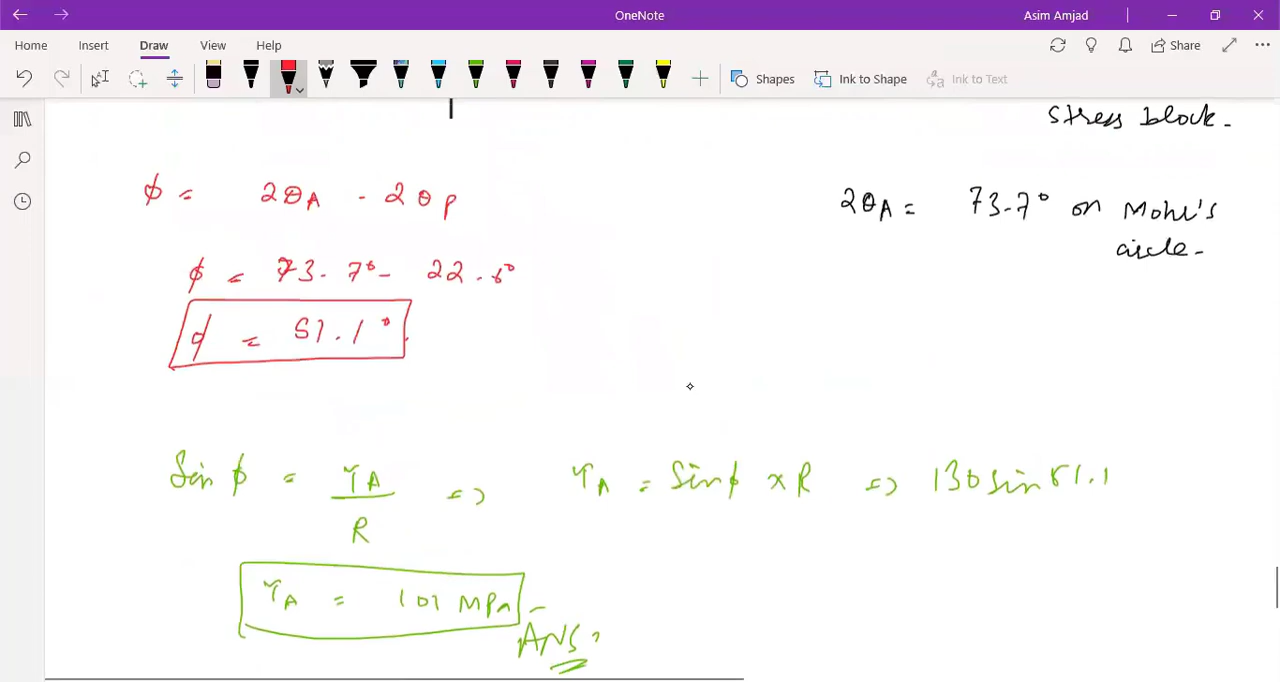 OneNote
Asim Amjad
Home Insert Draw View Help
Share
Shapes
Ink to Shape
Ink to Text
stress block.
φ = 2θA - 2θP
2θA = 73.7° on Mohr's
circle.
φ = 73.7° - 22.6°
φ = 51.1°
Sin φ = τA / R => τA = Sinφ x R => 130 sin 51.1
τA = 101 MPa
ANS